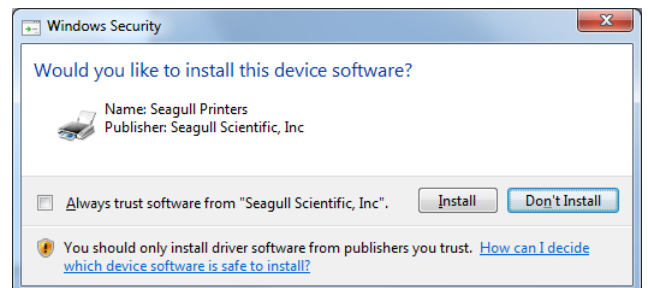 Windows Security
Would you like to install this device software?
Name: Seagull Printers
Publisher: Seagull Scientific, Inc
Always trust software from "Seagull Scientific, Inc".
Install
Don't Install
You should only install driver software from publishers you trust. How can I decide
which device software is safe to install?